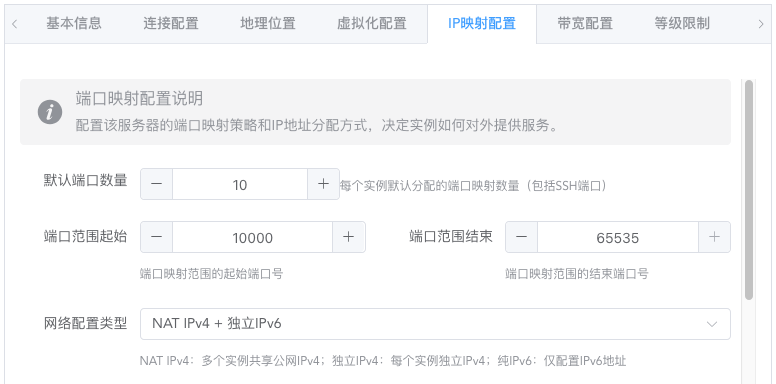 基本信息 连接配置 地理位置 虚拟化配置 IP映射配置 带宽配置 等级限制
端口映射配置说明
配置该服务器的端口映射策略和IP地址分配方式，决定实例如何对外提供服务。
默认端口数量 10 每个实例默认分配的端口映射数量（包括SSH端口）
端口范围起始 10000 端口范围结束 65535
端口映射范围的起始端口号 端口映射范围的结束端口号
网络配置类型 NAT IPv4 + 独立IPv6
NAT IPv4：多个实例共享公网IPv4；独立IPv4：每个实例独立IPv4；纯IPv6：仅配置IPv6地址